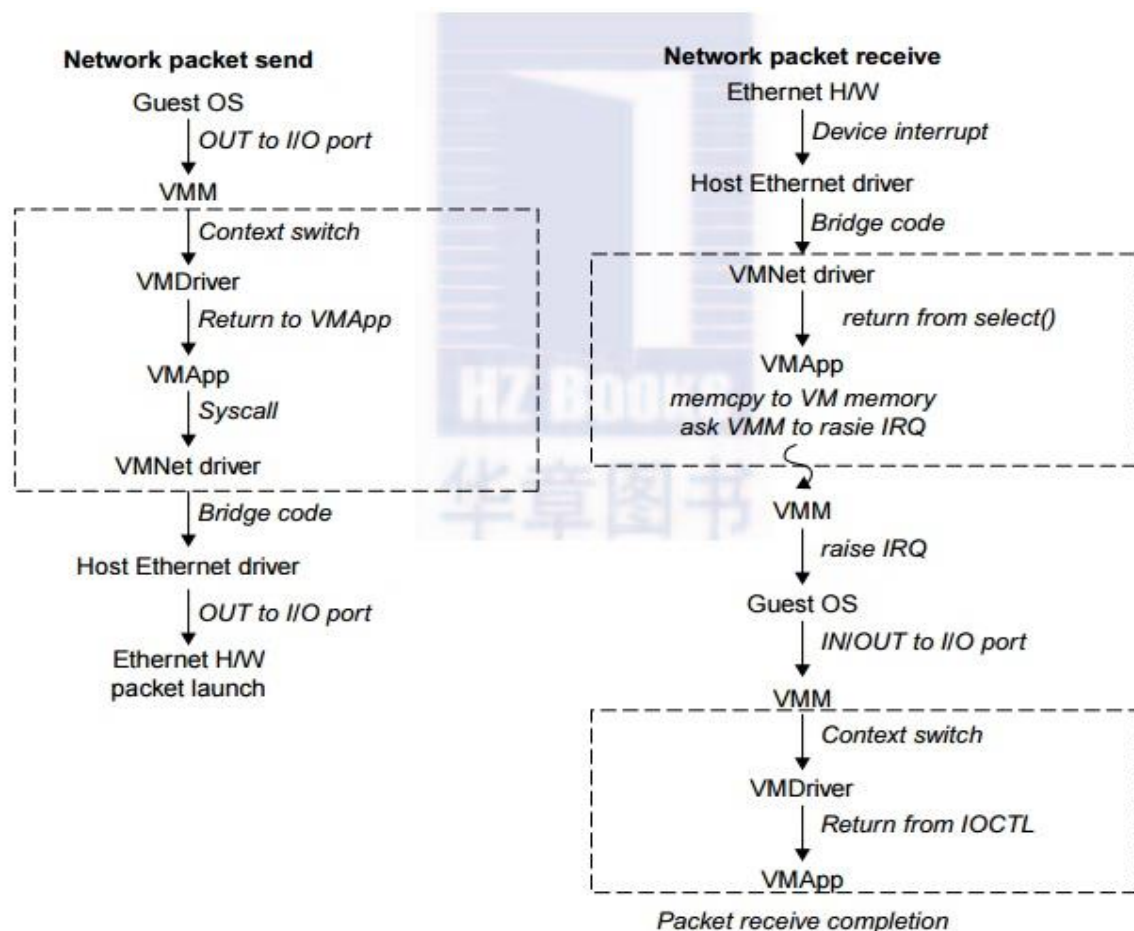 Network packet send
Guest OS
OUT to I/O port
VMM
Context switch
VMDriver
Return to VMApp
VMApp
Syscall
VMNet driver
Bridge code
Host Ethernet driver
OUT to I/O port
Ethernet H/W
packet launch
Network packet receive
Ethernet H/W
Device interrupt
Host Ethernet driver
Bridge code
VMNet driver
return from select()
VMApp
memcpy to VM memory
ask VMM to rasie IRQ
VMM
raise IRQ
Guest OS
IN/OUT to I/O port
VMM
Context switch
VMDriver
Return from IOCTL
VMApp
Packet receive completion
HZ BOOKS
华章图书